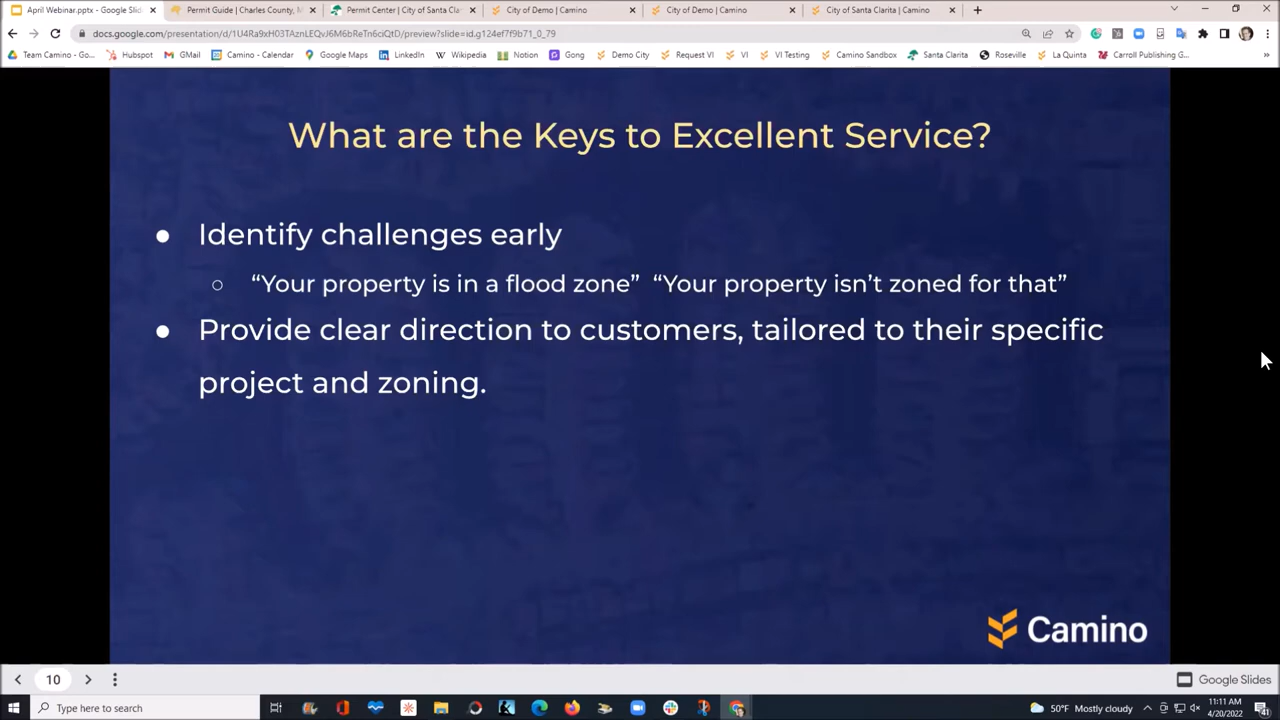 April Webinar.pptx - Google Slid
Permit Guide | Charles County, M
Permit Center | City of Santa Cla
City of Demo | Camino
City of Demo | Camino
City of Santa Clarita | Camino
docs.google.com/presentation/d/1U4Ra9xH03TAznLEQvJ6M6bReTn6ciQtD/preview?slide=id.g124ef7f9b71_0_79
Team Camino - Go...
Hubspot
GMail
Camino - Calendar
Google Maps
LinkedIn
Wikipedia
Notion
Gong
Demo City
Request VI
VI
VI Testing
Camino Sandbox
Santa Clarita
Roseville
La Quinta
Carroll Publishing G...
What are the Keys to Excellent Service?
● Identify challenges early
○ “Your property is in a flood zone” “Your property isn’t zoned for that”
● Provide clear direction to customers, tailored to their specific
project and zoning.
Camino
10
Google Slides
Type here to search
50°F Mostly cloudy
11:11 AM
4/20/2022